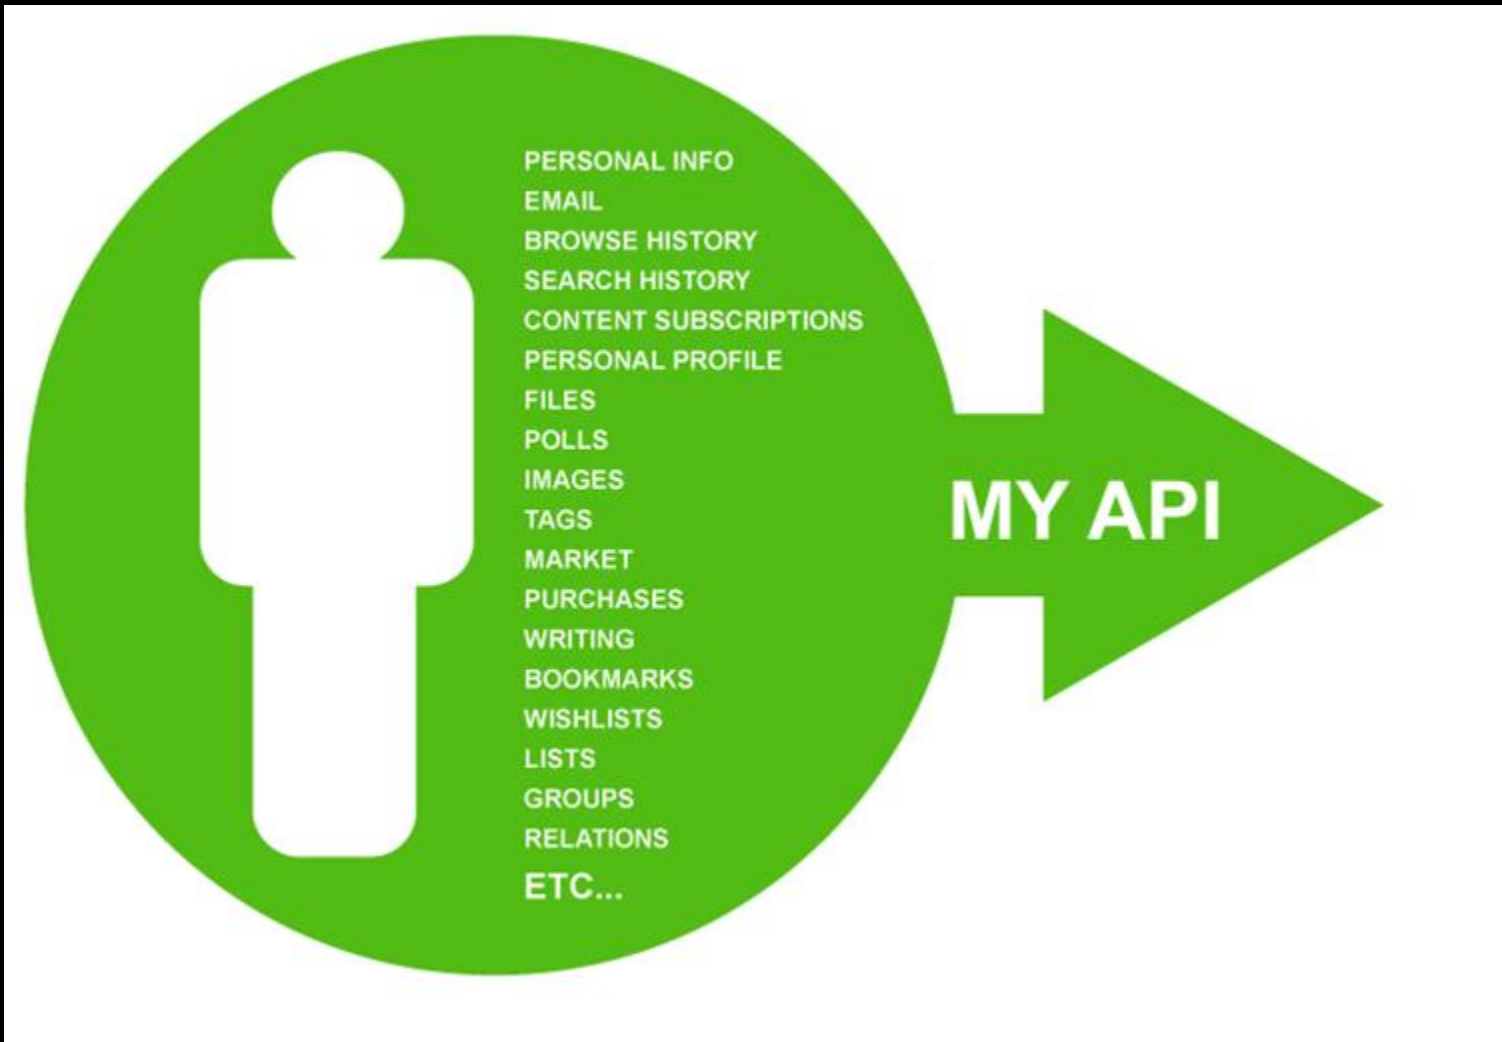 PERSONAL INFO
EMAIL
BROWSE HISTORY
SEARCH HISTORY
CONTENT SUBSCRIPTIONS
PERSONAL PROFILE
FILES
POLLS
IMAGES
TAGS
MARKET
PURCHASES
WRITING
BOOKMARKS
WISHLISTS
LISTS
GROUPS
RELATIONS
ETC...
MY API